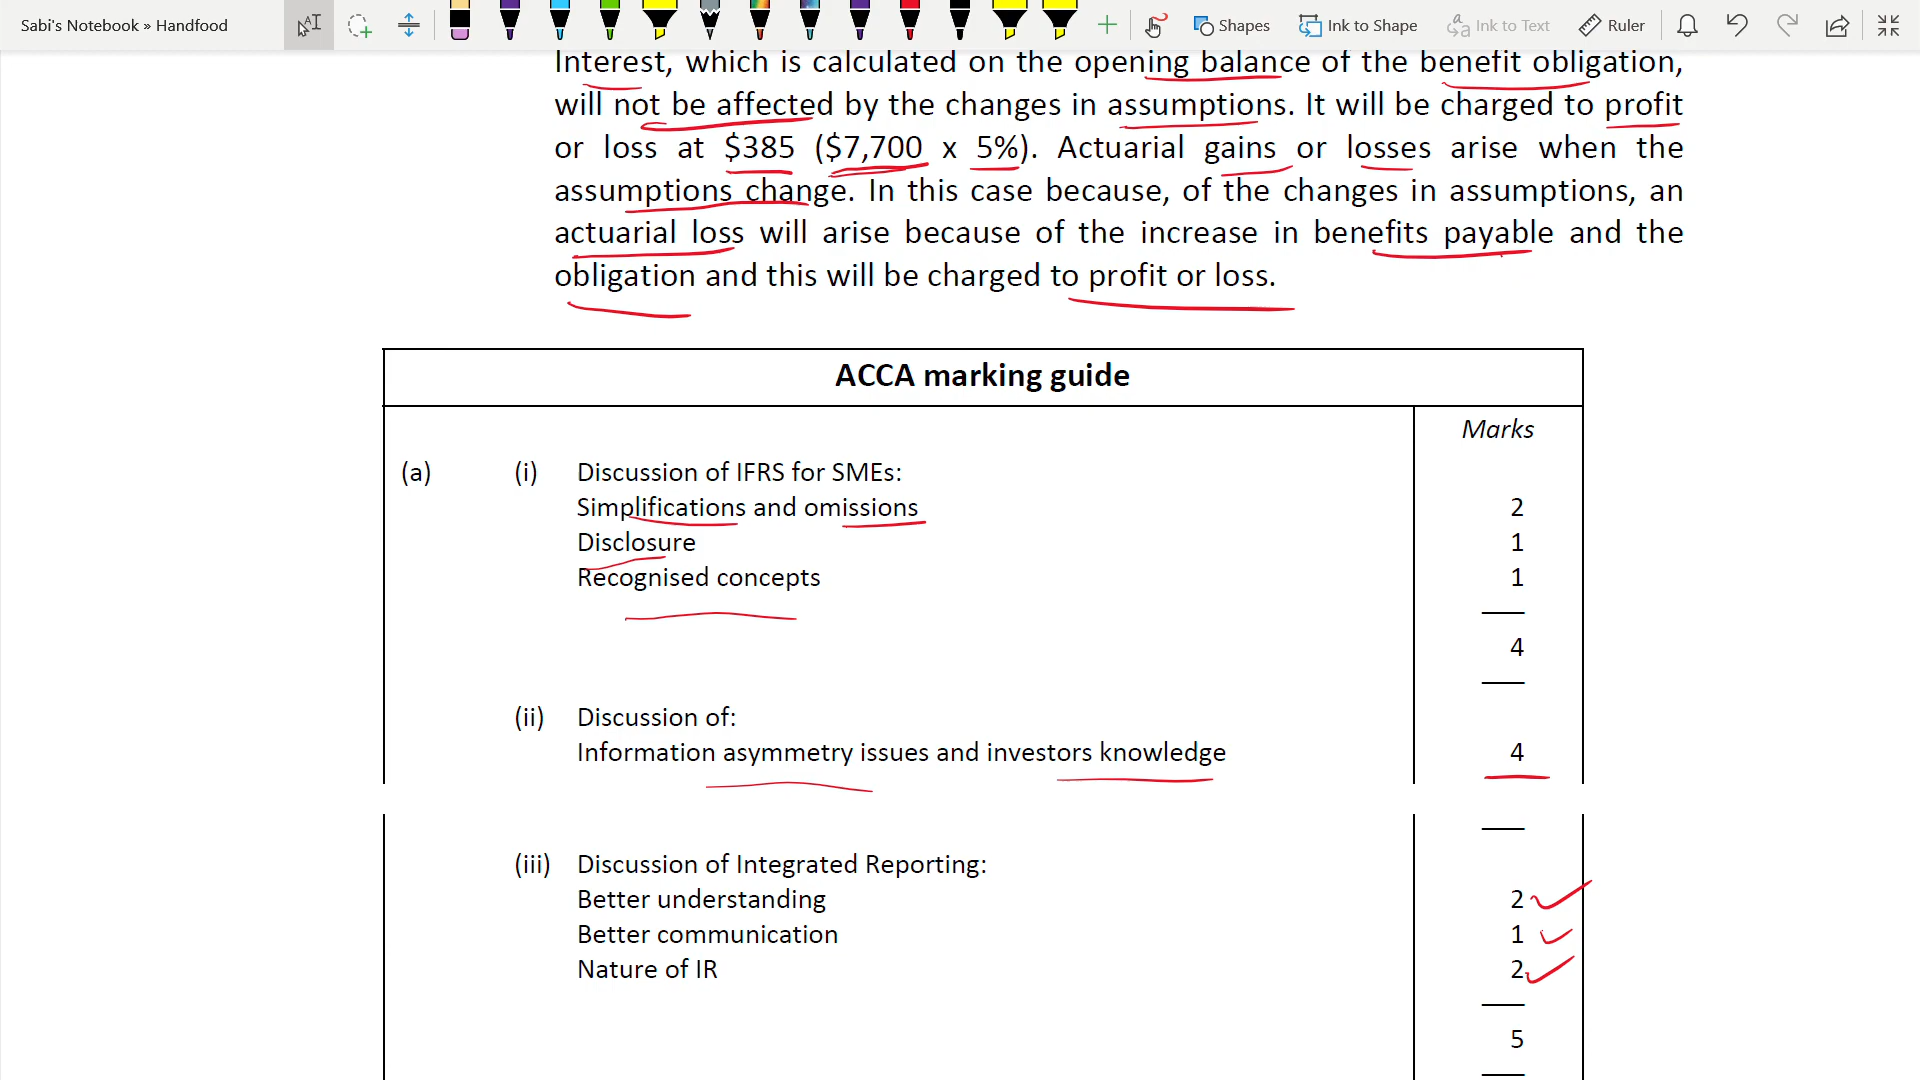 Sabi's Notebook » Handfood
Shapes
Ink to Shape
Ink to Text
Ruler
Interest, which is calculated on the opening balance of the benefit obligation,
will not be affected by the changes in assumptions. It will be charged to profit
or loss at $385 ($7,700 x 5%). Actuarial gains or losses arise when the
assumptions change. In this case because, of the changes in assumptions, an
actuarial loss will arise because of the increase in benefits payable and the
obligation and this will be charged to profit or loss.
ACCA marking guide
Marks
(a) (i) Discussion of IFRS for SMEs:
Simplifications and omissions 2
Disclosure 1
Recognised concepts 1
4
(ii) Discussion of:
Information asymmetry issues and investors knowledge 4
(iii) Discussion of Integrated Reporting:
Better understanding 2
Better communication 1
Nature of IR 2
5